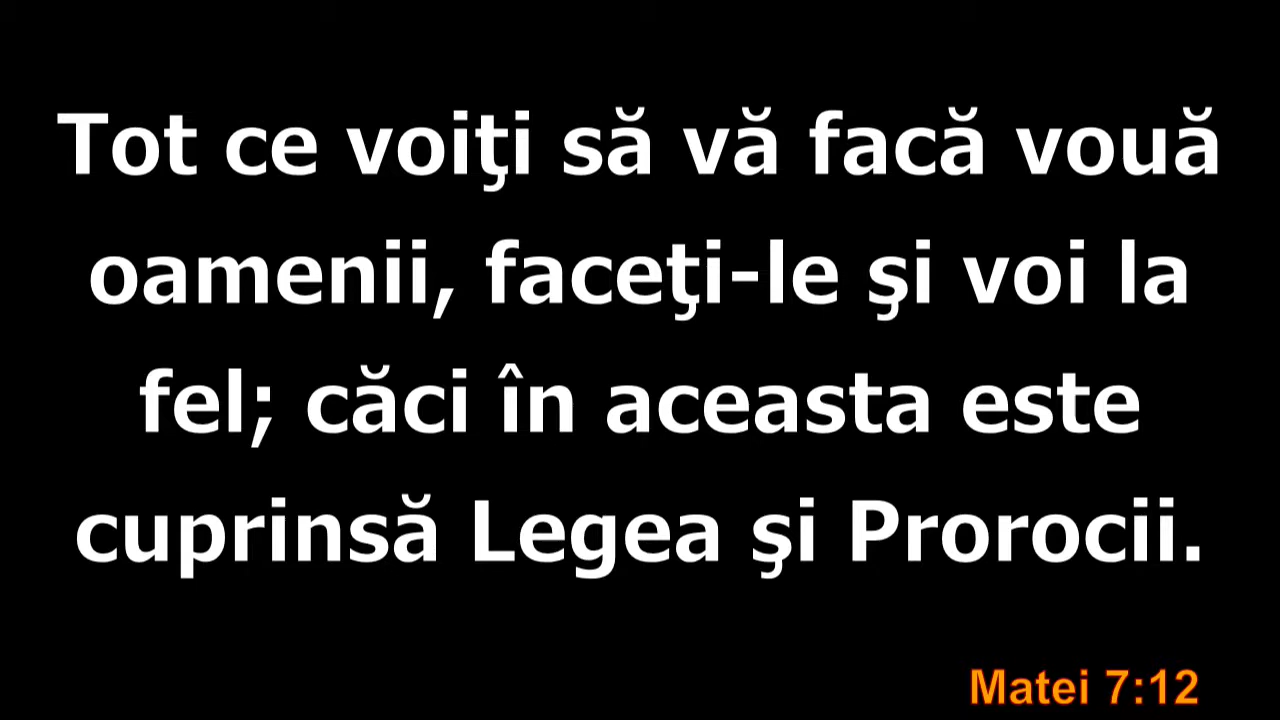 Tot ce voiţi să vă facă vouă
oamenii, faceţi-le şi voi la
fel; căci în aceasta este
cuprinsă Legea şi Prorocii.
Matei 7:12